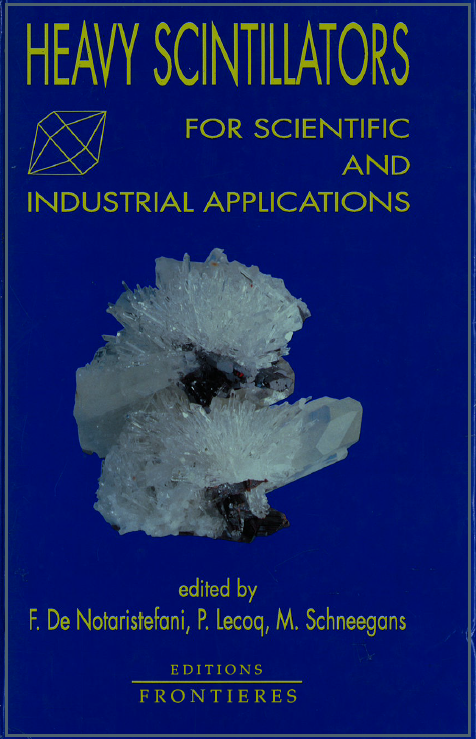 HEAVY SCINTILLATORS
FOR SCIENTIFIC
AND
INDUSTRIAL APPLICATIONS
edited by
F. De Notaristefani, P. Lecoq, M. Schneegans
EDITIONS
FRONTIERES